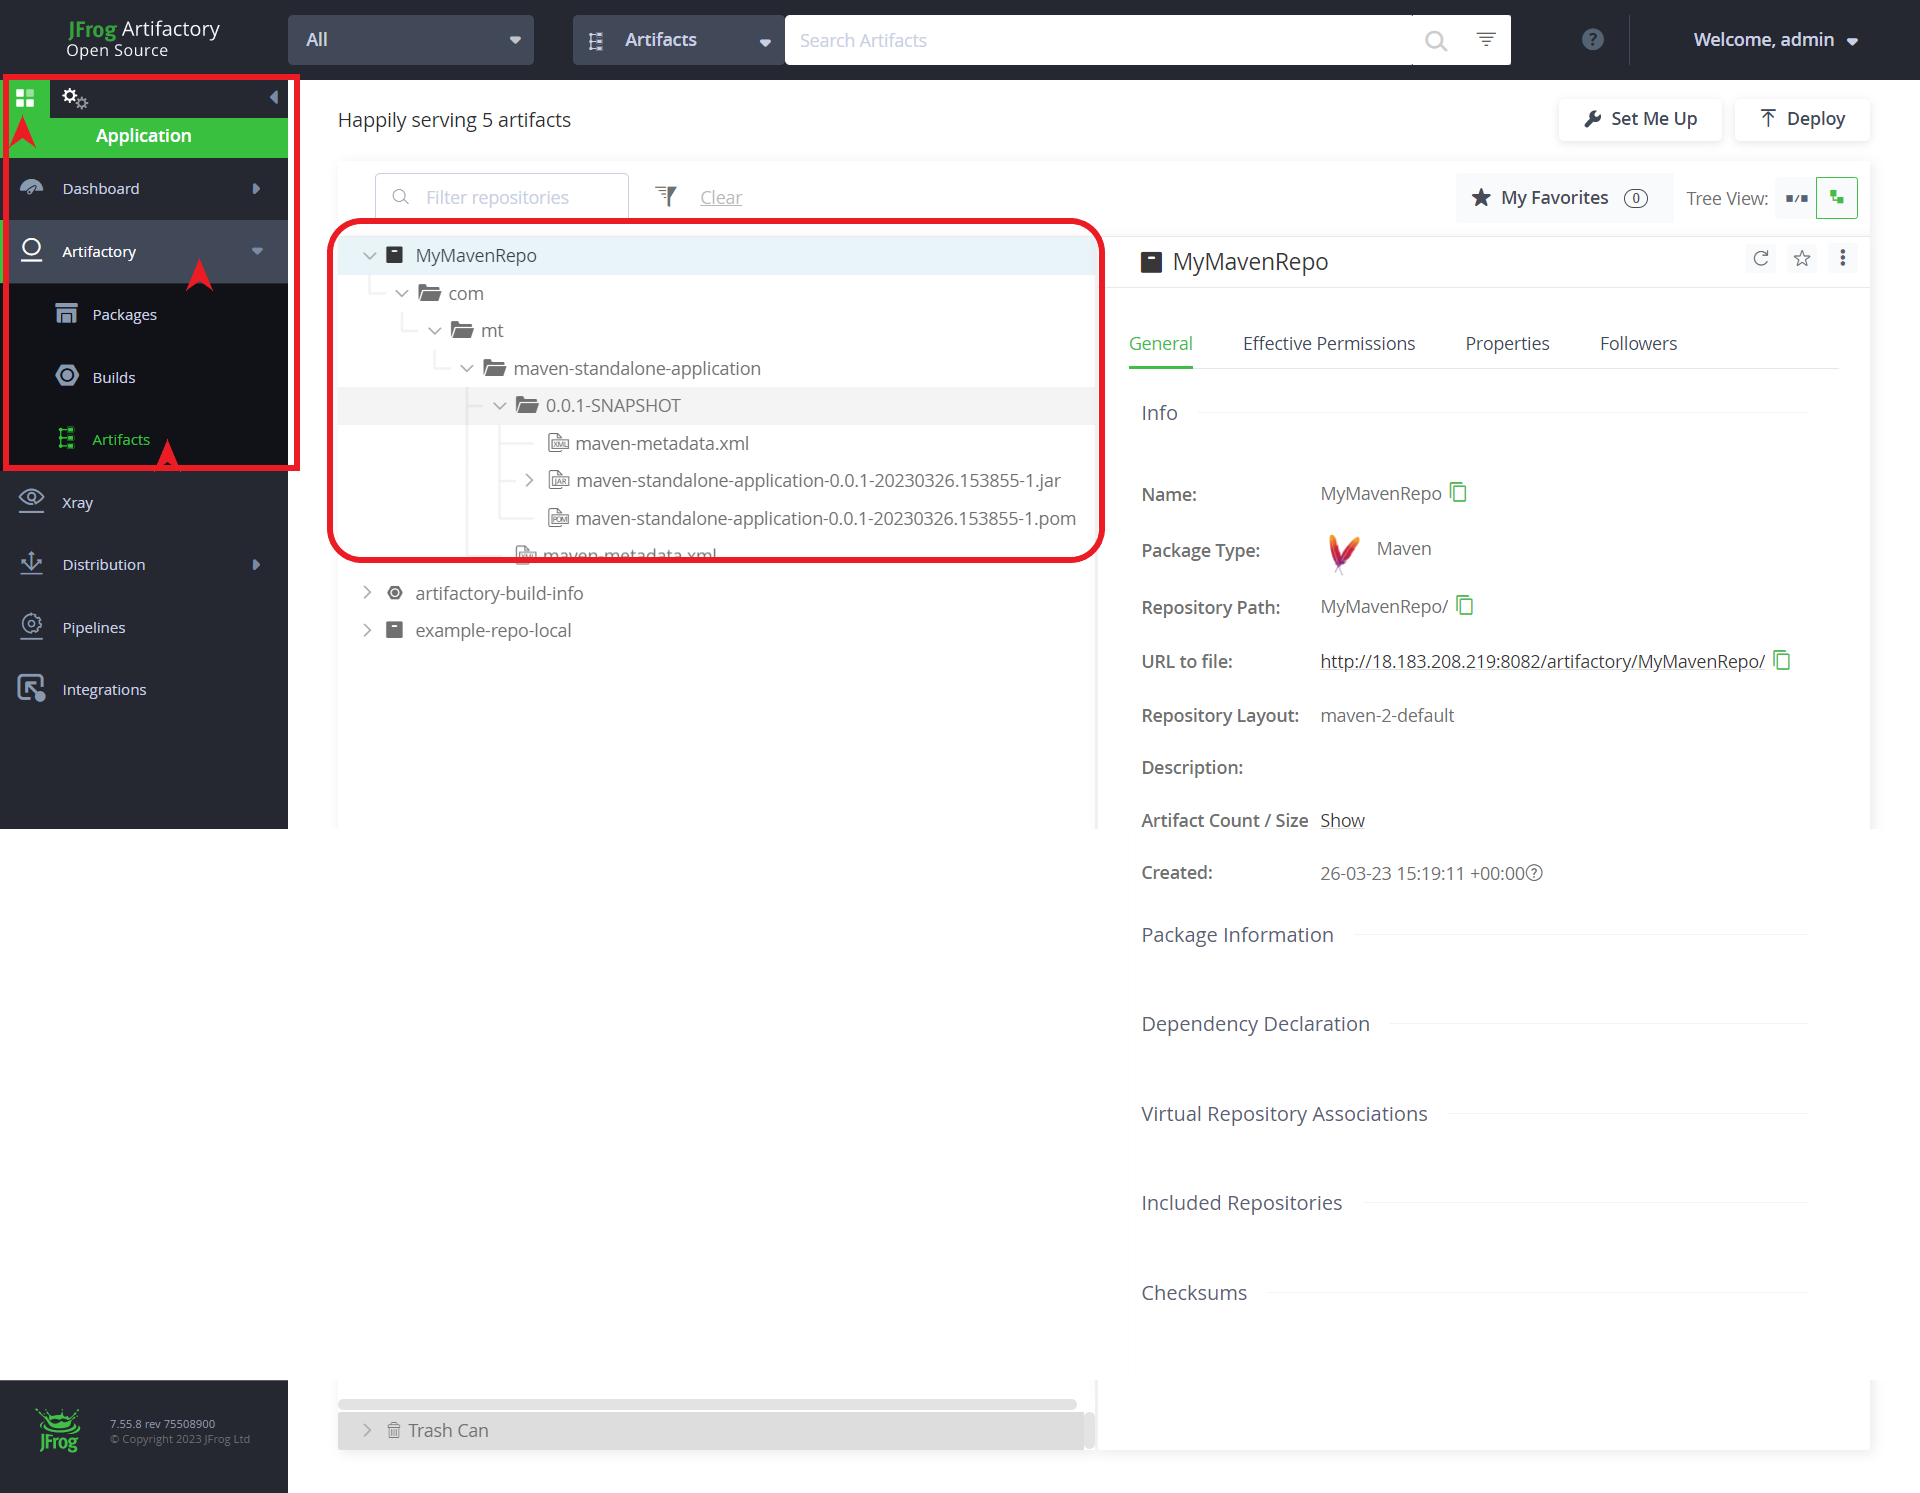 JFrog Artifactory
Open Source
All
Artifacts
Search Artifacts
?
Welcome, admin
Application
Dashboard
Artifactory
Packages
Builds
Artifacts
Xray
Distribution
Pipelines
Integrations
Happily serving 5 artifacts
Set Me Up
Deploy
Filter repositories
Clear
My Favorites 0
Tree View:
MyMavenRepo
com
mt
maven-standalone-application
0.0.1-SNAPSHOT
maven-metadata.xml
maven-standalone-application-0.0.1-20230326.153855-1.jar
maven-standalone-application-0.0.1-20230326.153855-1.pom
maven-metadata.xml
artifactory-build-info
example-repo-local
MyMavenRepo
General
Effective Permissions
Properties
Followers
Info
Name: MyMavenRepo
Package Type: Maven
Repository Path: MyMavenRepo/
URL to file: http://18.183.208.219:8082/artifactory/MyMavenRepo/
Repository Layout: maven-2-default
Description:
Artifact Count / Size Show
Created: 26-03-23 15:19:11 +00:00
Package Information
Dependency Declaration
Virtual Repository Associations
Included Repositories
Checksums
JFrog
7.55.8 rev 75508900
© Copyright 2023 JFrog Ltd
Trash Can